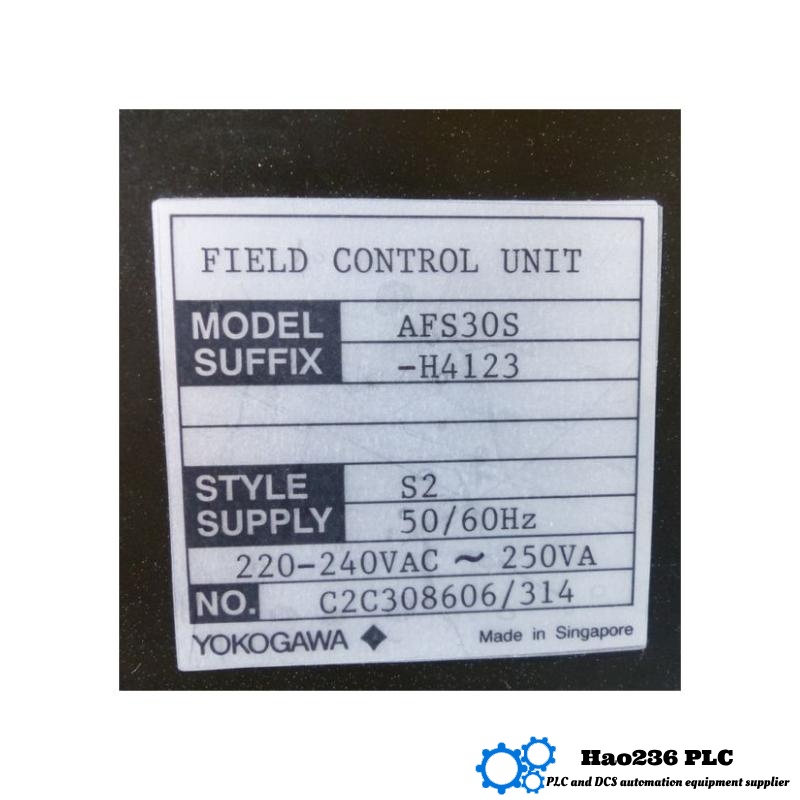 FIELD CONTROL UNIT
MODEL AFS30S
SUFFIX -H4123
STYLE S2
SUPPLY 50/60Hz
220-240VAC ~ 250VA
NO. C2C308606/314
YOKOGAWA Made in Singapore
Hao236 PLC
PLC and DCS automation equipment supplier